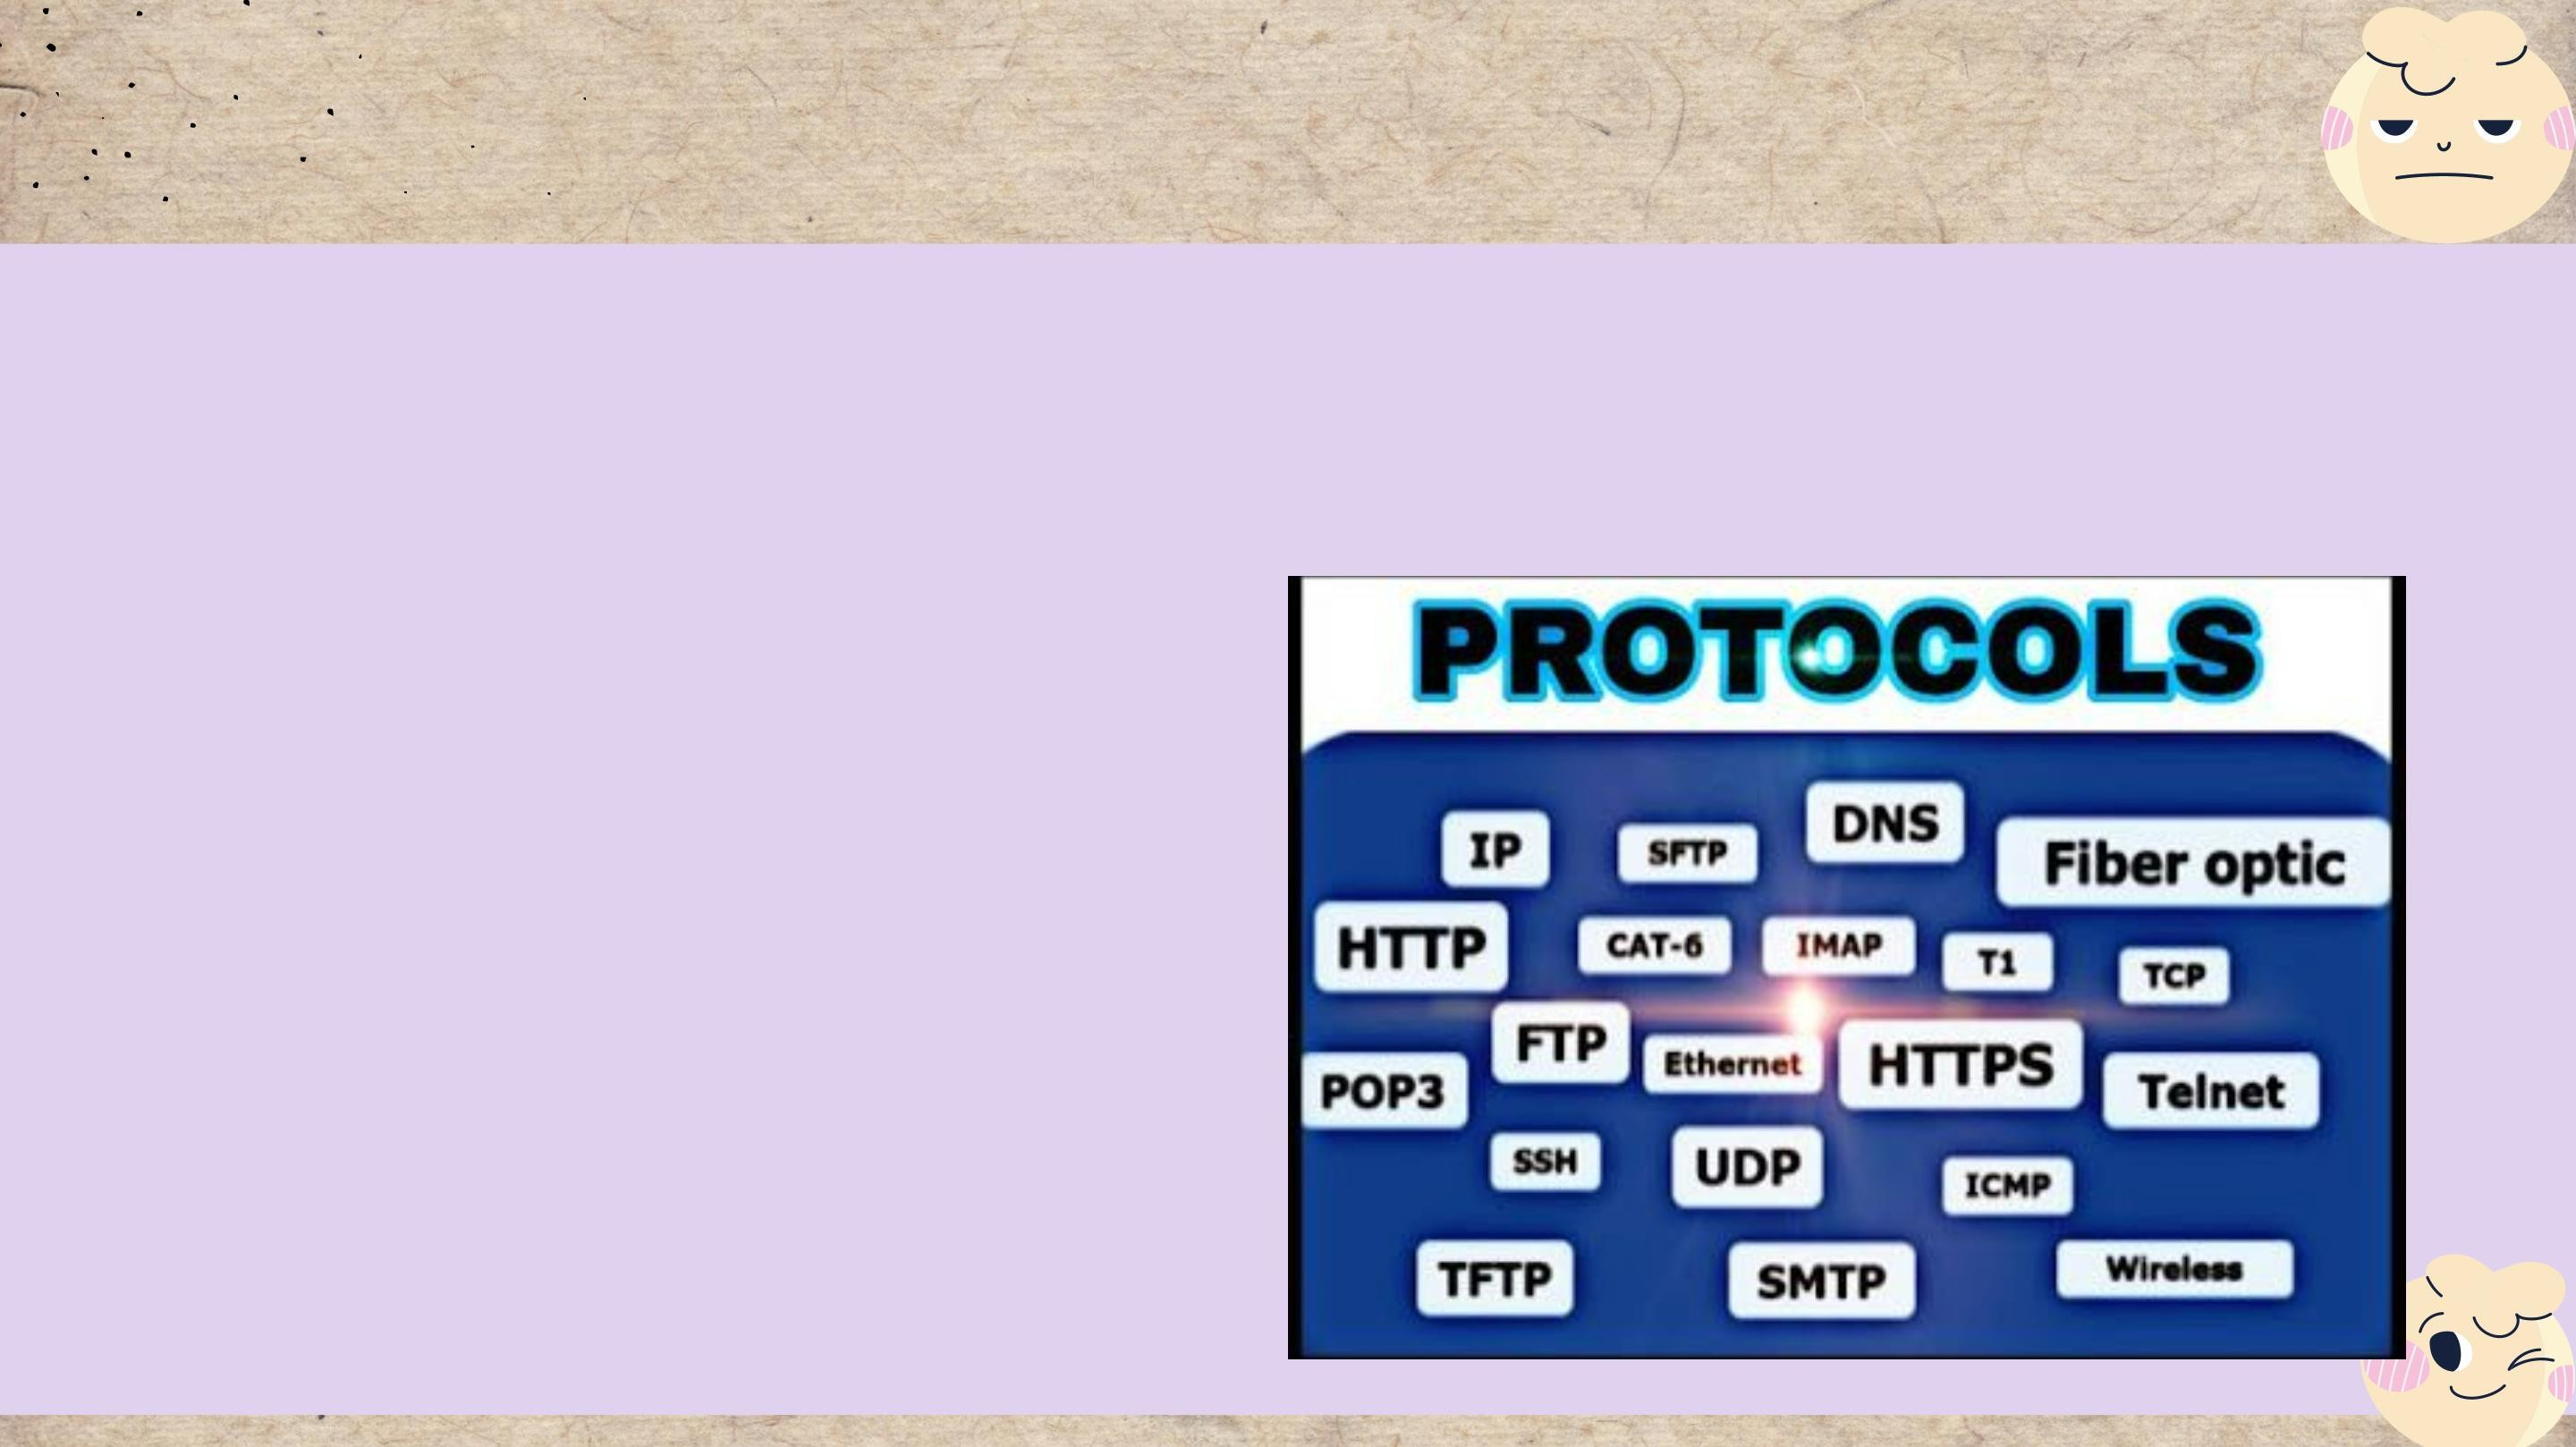 PROTOCOLS
DNS
IP
SFTP
Fiber optic
HTTP
CAT-6
IMAP
T1
TCP
FTP
Ethernet
HTTPS
POP3
Telnet
SSH
UDP
ICMP
TFTP
SMTP
Wireless